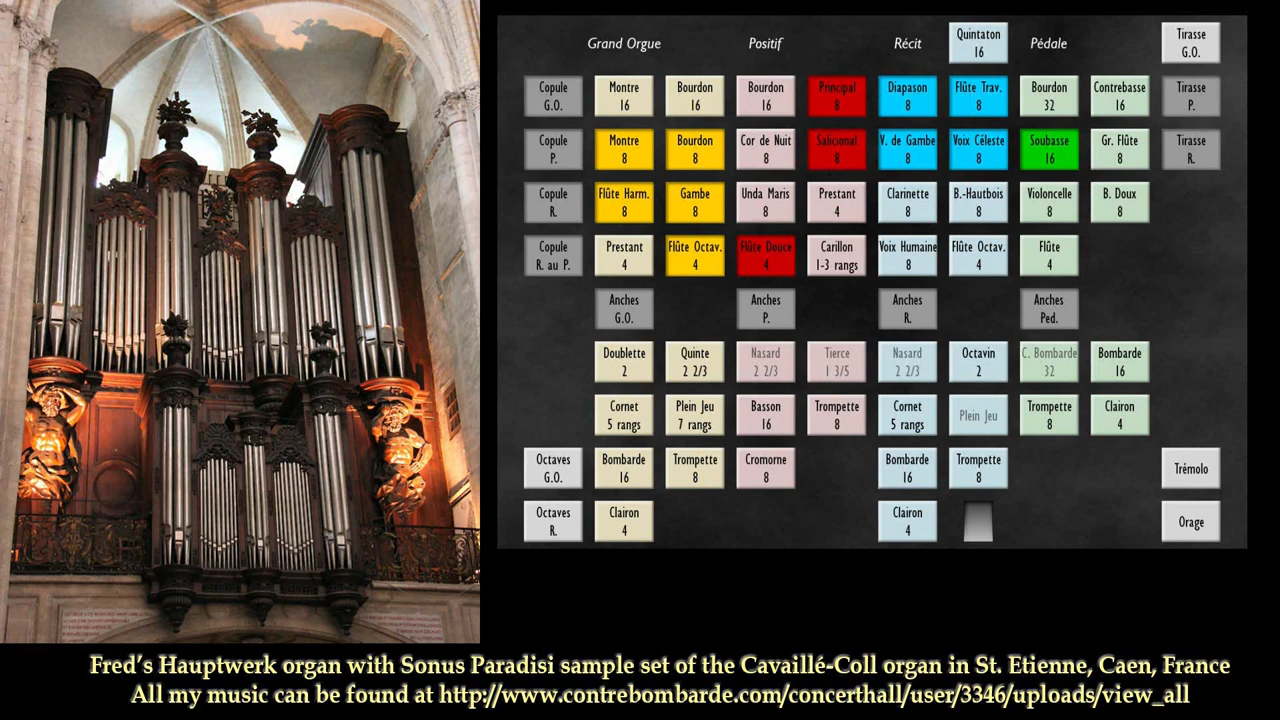 Grand Orgue Positif Récit Quintaton 16 Pédale Tirasse G.O.
Copule G.O. Montre 16 Bourdon 16 Bourdon 16 Principal 8 Diapason 8 Flûte Trav. 8 Bourdon 32 Contrebasse 16 Tirasse P.
Copule P. Montre 8 Bourdon 8 Cor de Nuit 8 Salicional 8 V. de Gambe 8 Voix Céleste 8 Soubasse 16 Gr. Flûte 8 Tirasse R.
Copule R. Flûte Harm. 8 Gambe 8 Unda Maris 8 Prestant 4 Clarinette 8 B.-Hautbois 8 Violoncelle 8 B. Doux 8
Copule R. au P. Prestant 4 Flûte Octav. 4 Flûte Douce 4 Carillon 1-3 rangs Voix Humaine 8 Flûte Octav. 4 Flûte 4
Anches G.O. Anches P. Anches R. Anches Ped.
Doublette 2 Quinte 2 2/3 Nasard 2 2/3 Tierce 1 3/5 Nasard 2 2/3 Octavin 2 C. Bombarde 32 Bombarde 16
Cornet 5 rangs Plein Jeu 7 rangs Basson 16 Trompette 8 Cornet 5 rangs Plein Jeu Trompette 8 Clairon 4
Octaves G.O. Bombarde 16 Trompette 8 Cromorne 8 Bombarde 16 Trompette 8 Trémolo
Octaves R. Clairon 4 Clairon 4 Orage
Fred's Hauptwerk organ with Sonus Paradisi sample set of the Cavaillé-Coll organ in St. Etienne, Caen, France
All my music can be found at http://www.contrebombarde.com/concerthall/user/3346/uploads/view_all